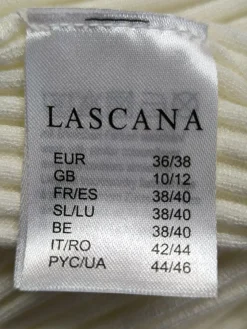 LASCANA
EUR 36/38
GB 10/12
FR/ES 38/40
SL/LU 38/40
BE 38/40
IT/RO 42/44
PYC/UA 44/46